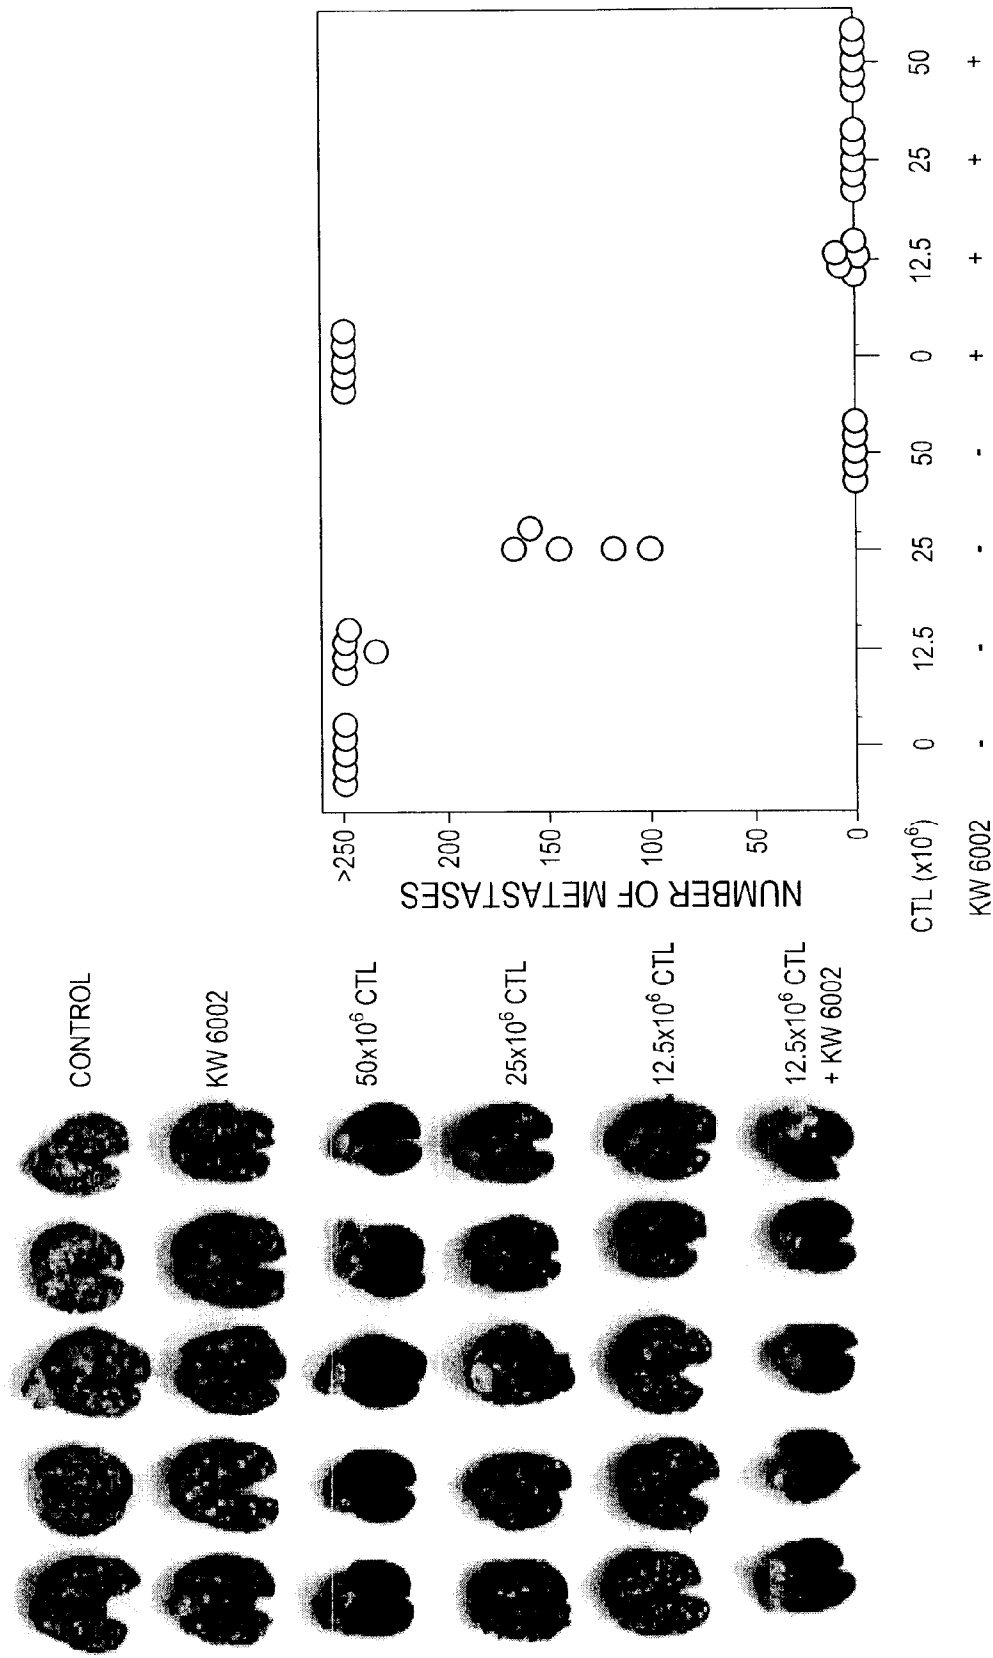 CONTROL
KW 6002
50x10⁶ CTL
25x10⁶ CTL
12.5x10⁶ CTL
12.5x10⁶ CTL
+ KW 6002
NUMBER OF METASTASES
>250
200
150
100
50
0
CTL (x10⁶) 0 12.5 25 50 0 12.5 25 50
KW 6002 - - - - + + + +